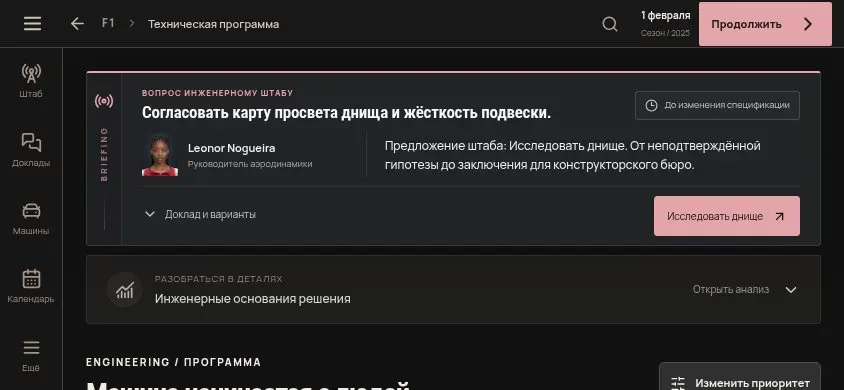 F1
Техническая программа
1 февраля
Сезон / 2025
Продолжить
Штаб
Доклады
Машины
Календарь
Ещё
BRIEFING
ВОПРОС ИНЖЕНЕРНОМУ ШТАБУ
Согласовать карту просвета днища и жёсткость подвески.
До изменения спецификации
Leonor Nogueira
Руководитель аэродинамики
Предложение штаба: Исследовать днище. От неподтверждённой
гипотезы до заключения для конструкторского бюро.
Доклад и варианты
Исследовать днище
РАЗОБРАТЬСЯ В ДЕТАЛЯХ
Инженерные основания решения
Открыть анализ
ENGINEERING / ПРОГРАММА
Машина начинается с людей
Изменить приоритет